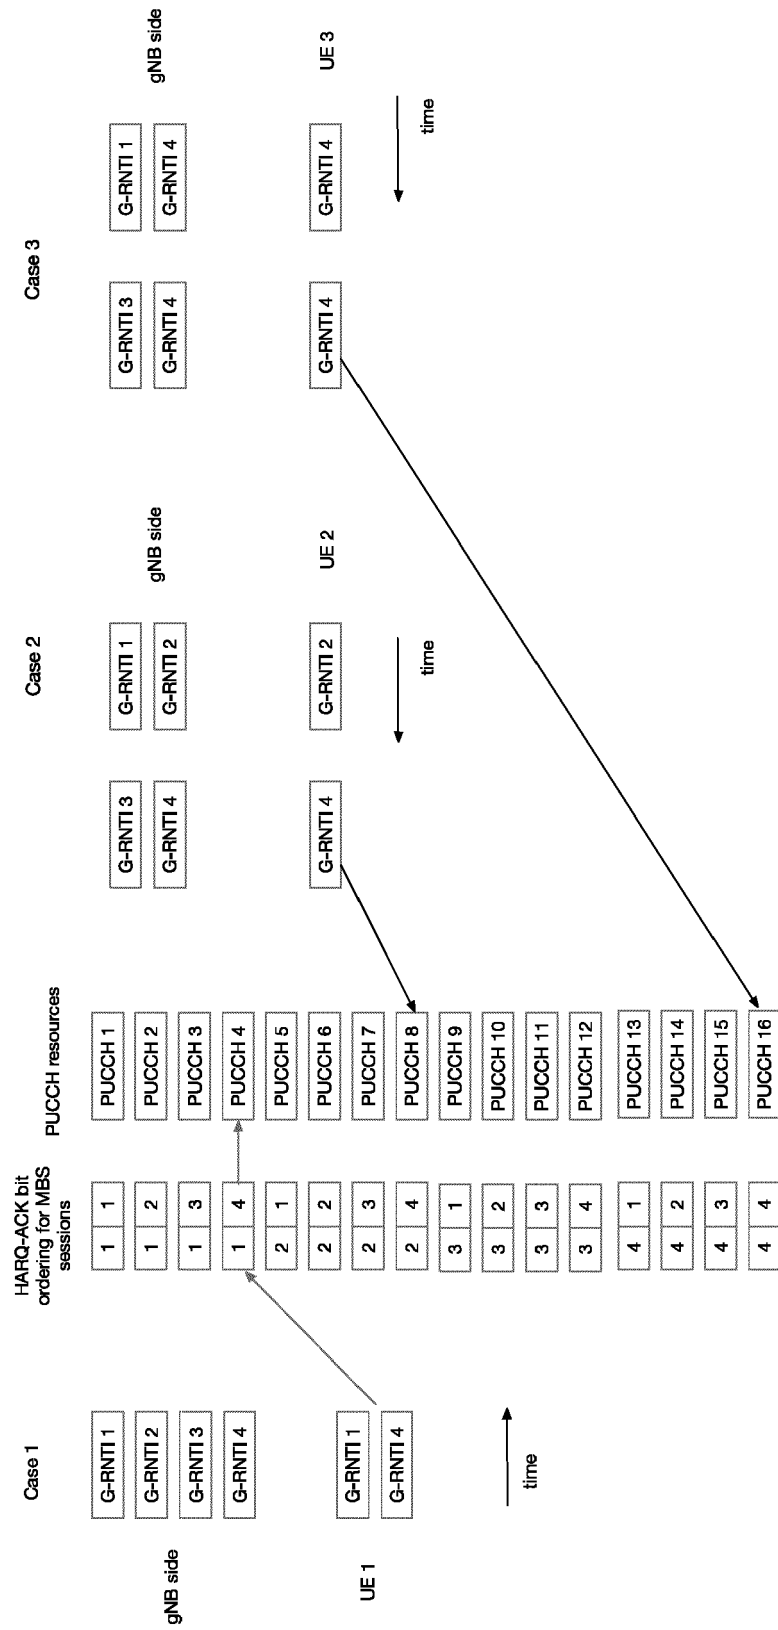 Case 1
gNB side
G-RNTI 1
G-RNTI 2
G-RNTI 3
G-RNTI 4
UE 1
G-RNTI 1
G-RNTI 4
time
HARQ-ACK bit
ordering for MBS
sessions
1 1
1 2
1 3
1 4
2 1
2 2
2 3
2 4
3 1
3 2
3 3
3 4
4 1
4 2
4 3
4 4
PUCCH resources
PUCCH 1
PUCCH 2
PUCCH 3
PUCCH 4
PUCCH 5
PUCCH 6
PUCCH 7
PUCCH 8
PUCCH 9
PUCCH 10
PUCCH 11
PUCCH 12
PUCCH 13
PUCCH 14
PUCCH 15
PUCCH 16
Case 2
G-RNTI 3 G-RNTI 1
G-RNTI 4 G-RNTI 2
gNB side
G-RNTI 4 G-RNTI 2
UE 2
time
Case 3
G-RNTI 3 G-RNTI 1
G-RNTI 4 G-RNTI 4
gNB side
G-RNTI 4 G-RNTI 4
UE 3
time